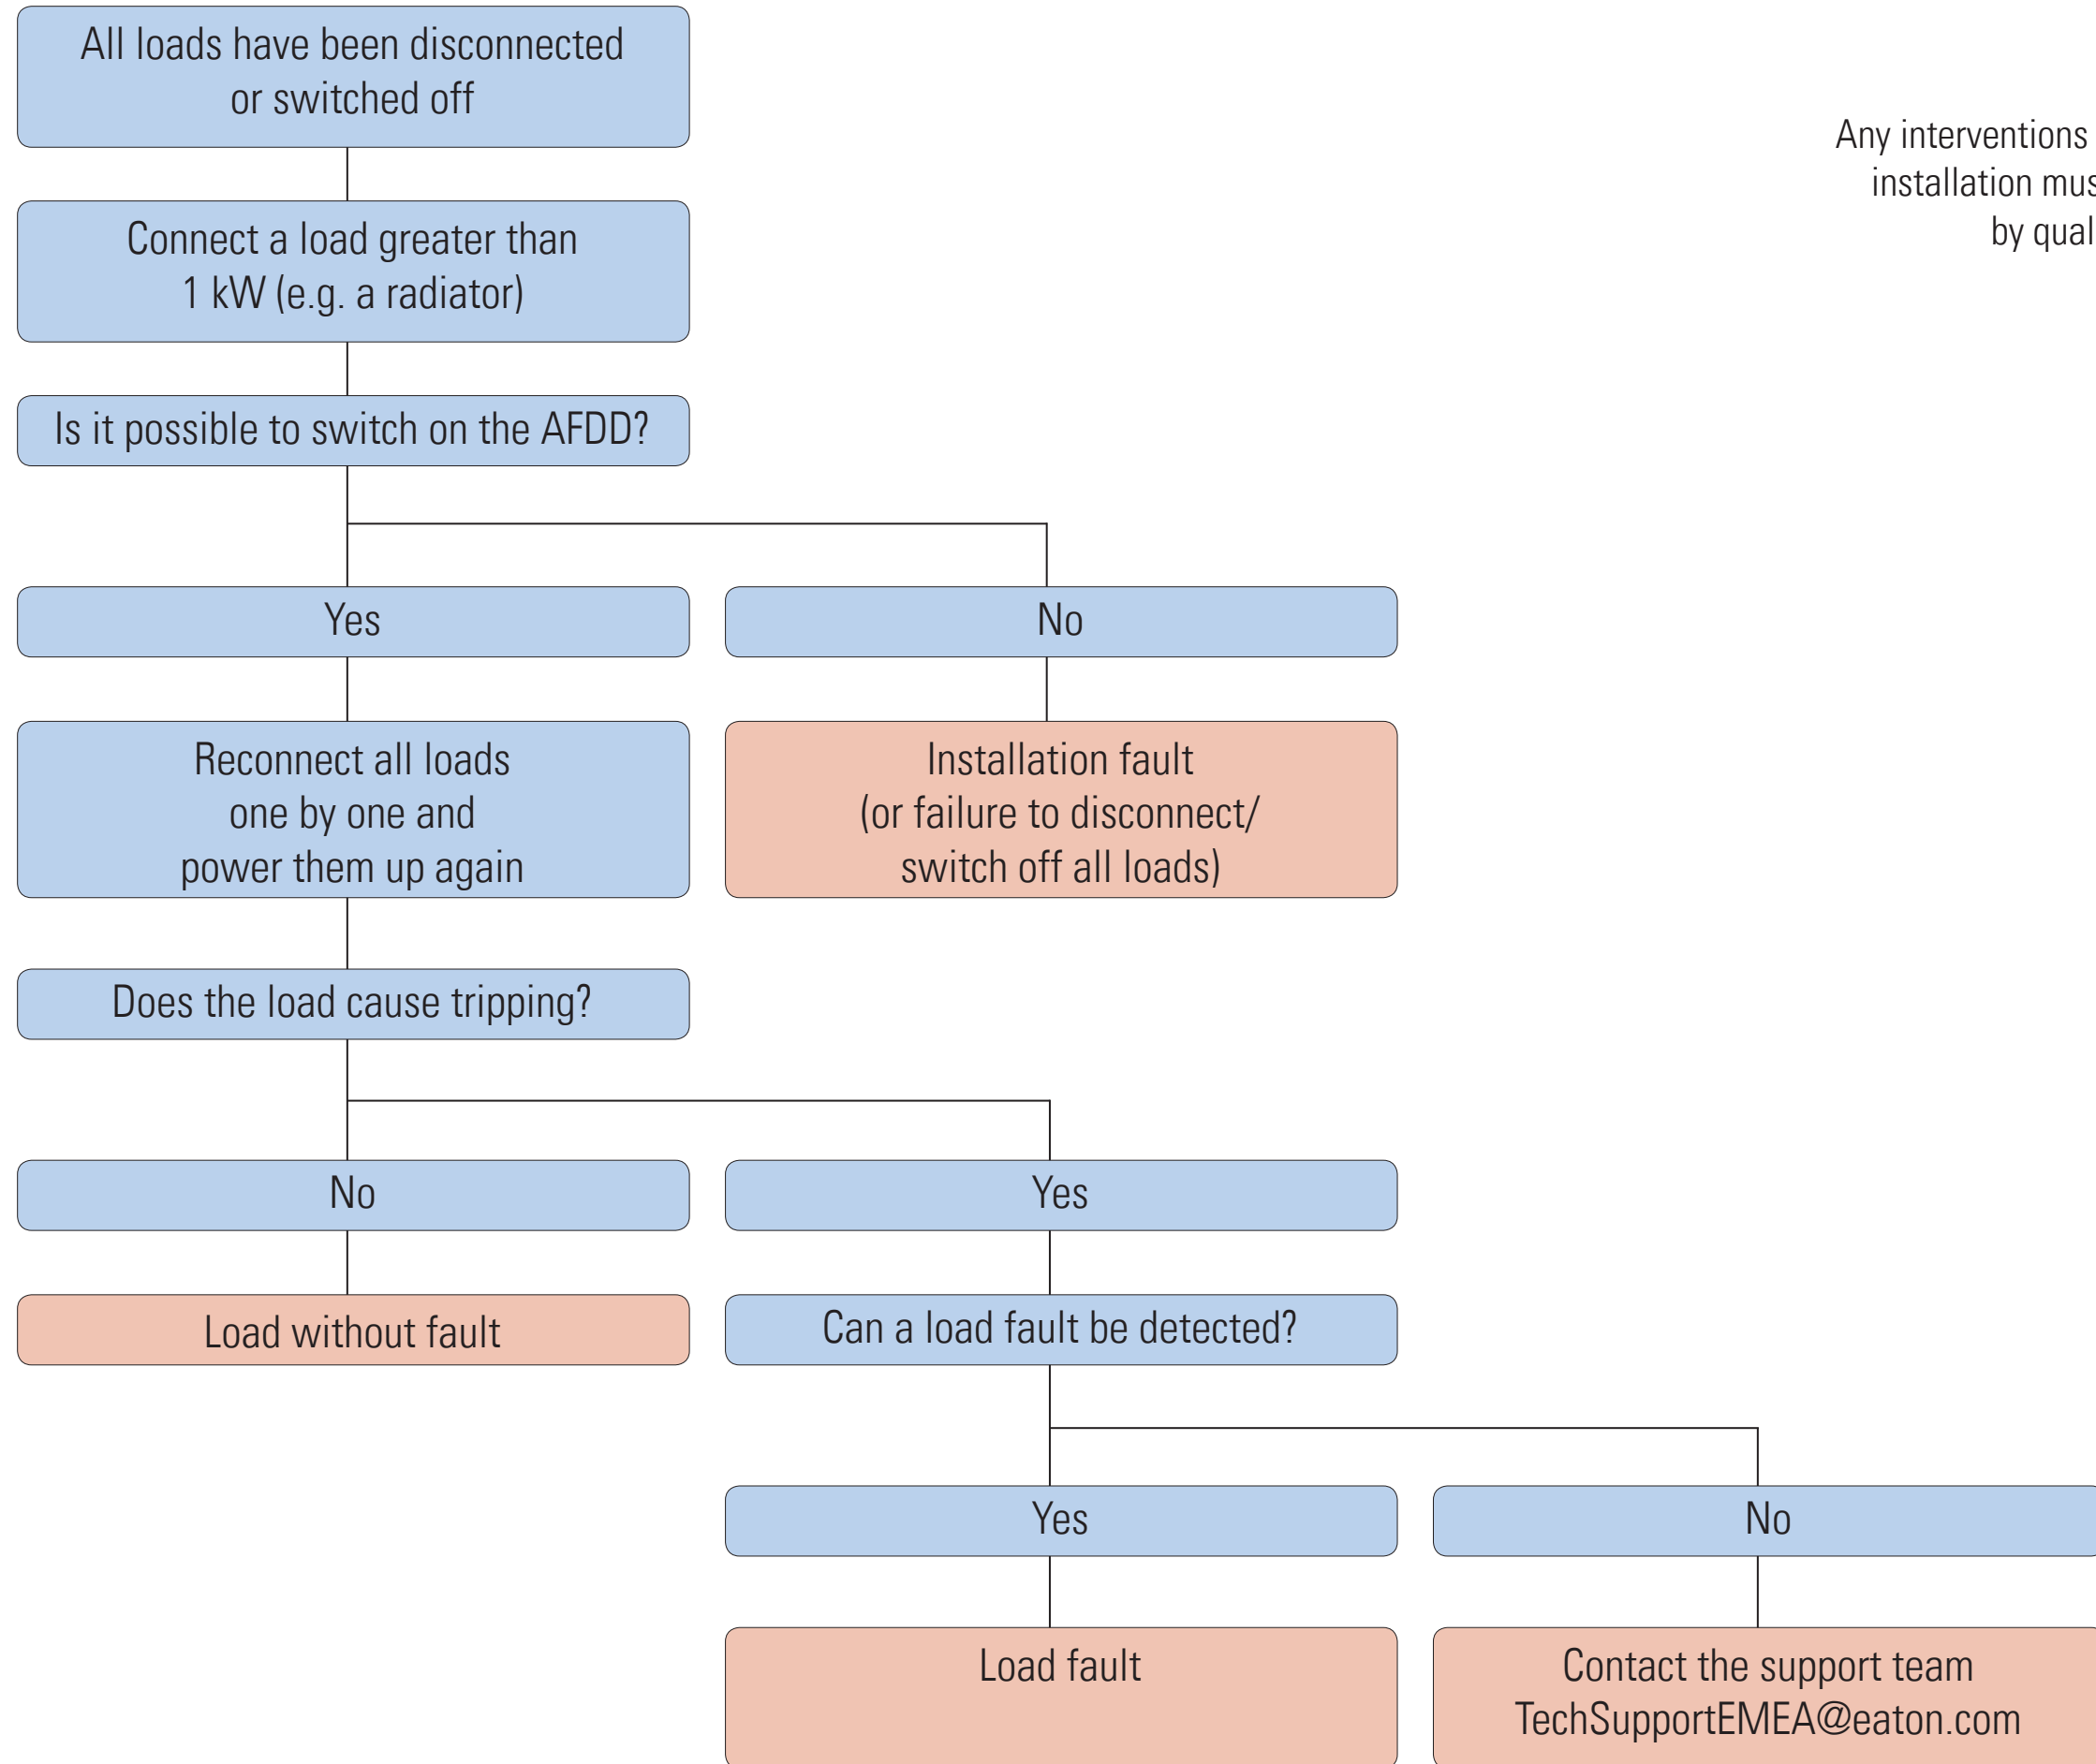 All loads have been disconnected
or switched off
Any interventions
installation
by
Connect a load greater than
1 kW (e.g. a radiator)
Is it possible to switch on the AFDD?
Yes
No
Reconnect all loads
one by one and
power them up again
Installation fault
(or failure to disconnect/
switch off all loads)
Does the load cause tripping?
No
Yes
Load without fault
Can a load fault be detected?
Yes
No
Load fault
Contact the support team
TechSupportEMEA@eaton.com